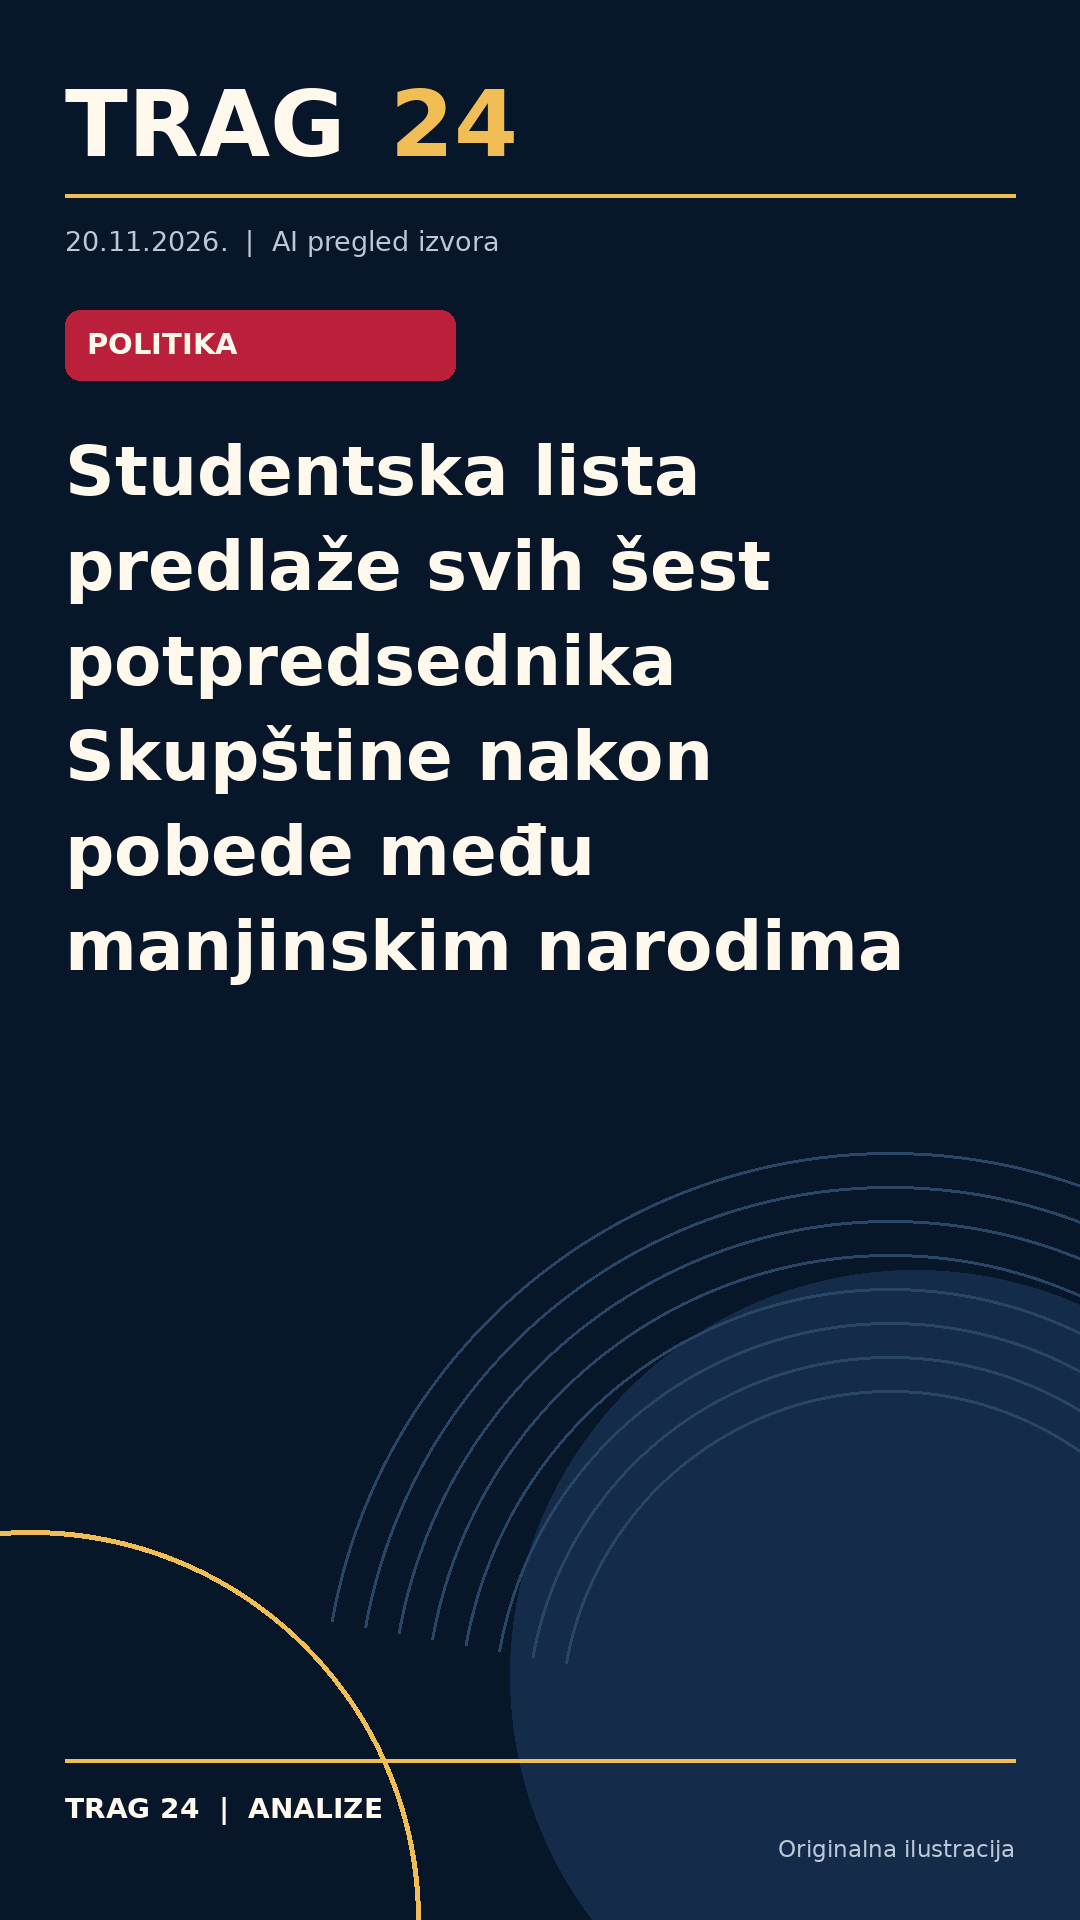 TRAG 24
20.11.2026. | AI pregled izvora
POLITIKA
Studentska lista
predlaže svih šest
potpredsednika
Skupštine nakon
pobede među
manjinskim narodima
TRAG 24 | ANALIZE
Originalna ilustracija